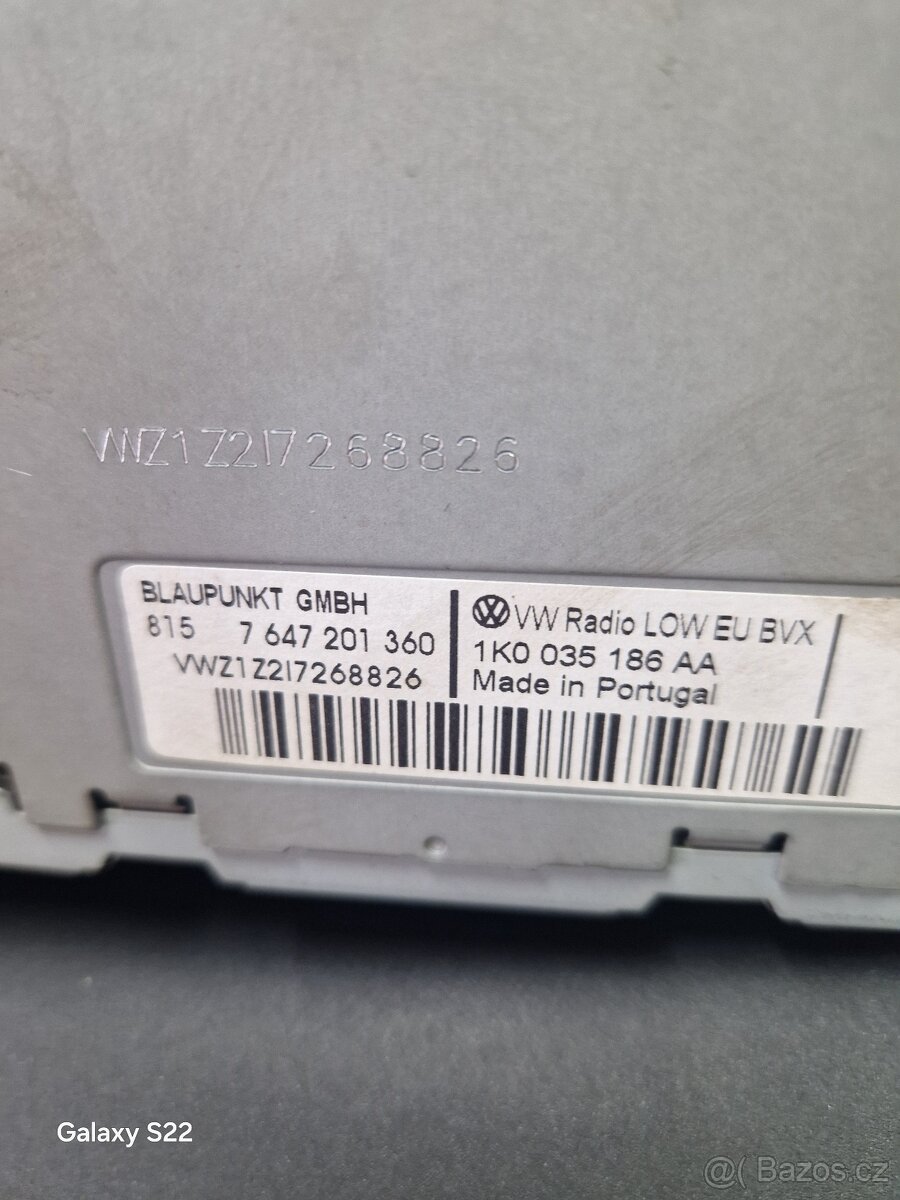 VWZ1Z2I7268826
BLAUPUNKT GMBH
815 7 647 201 360
VWZ1Z2I7268826
VW Radio LOW EU BVX
1K0 035 186 AA
Made in Portugal
Galaxy S22
@( Bazos.cz